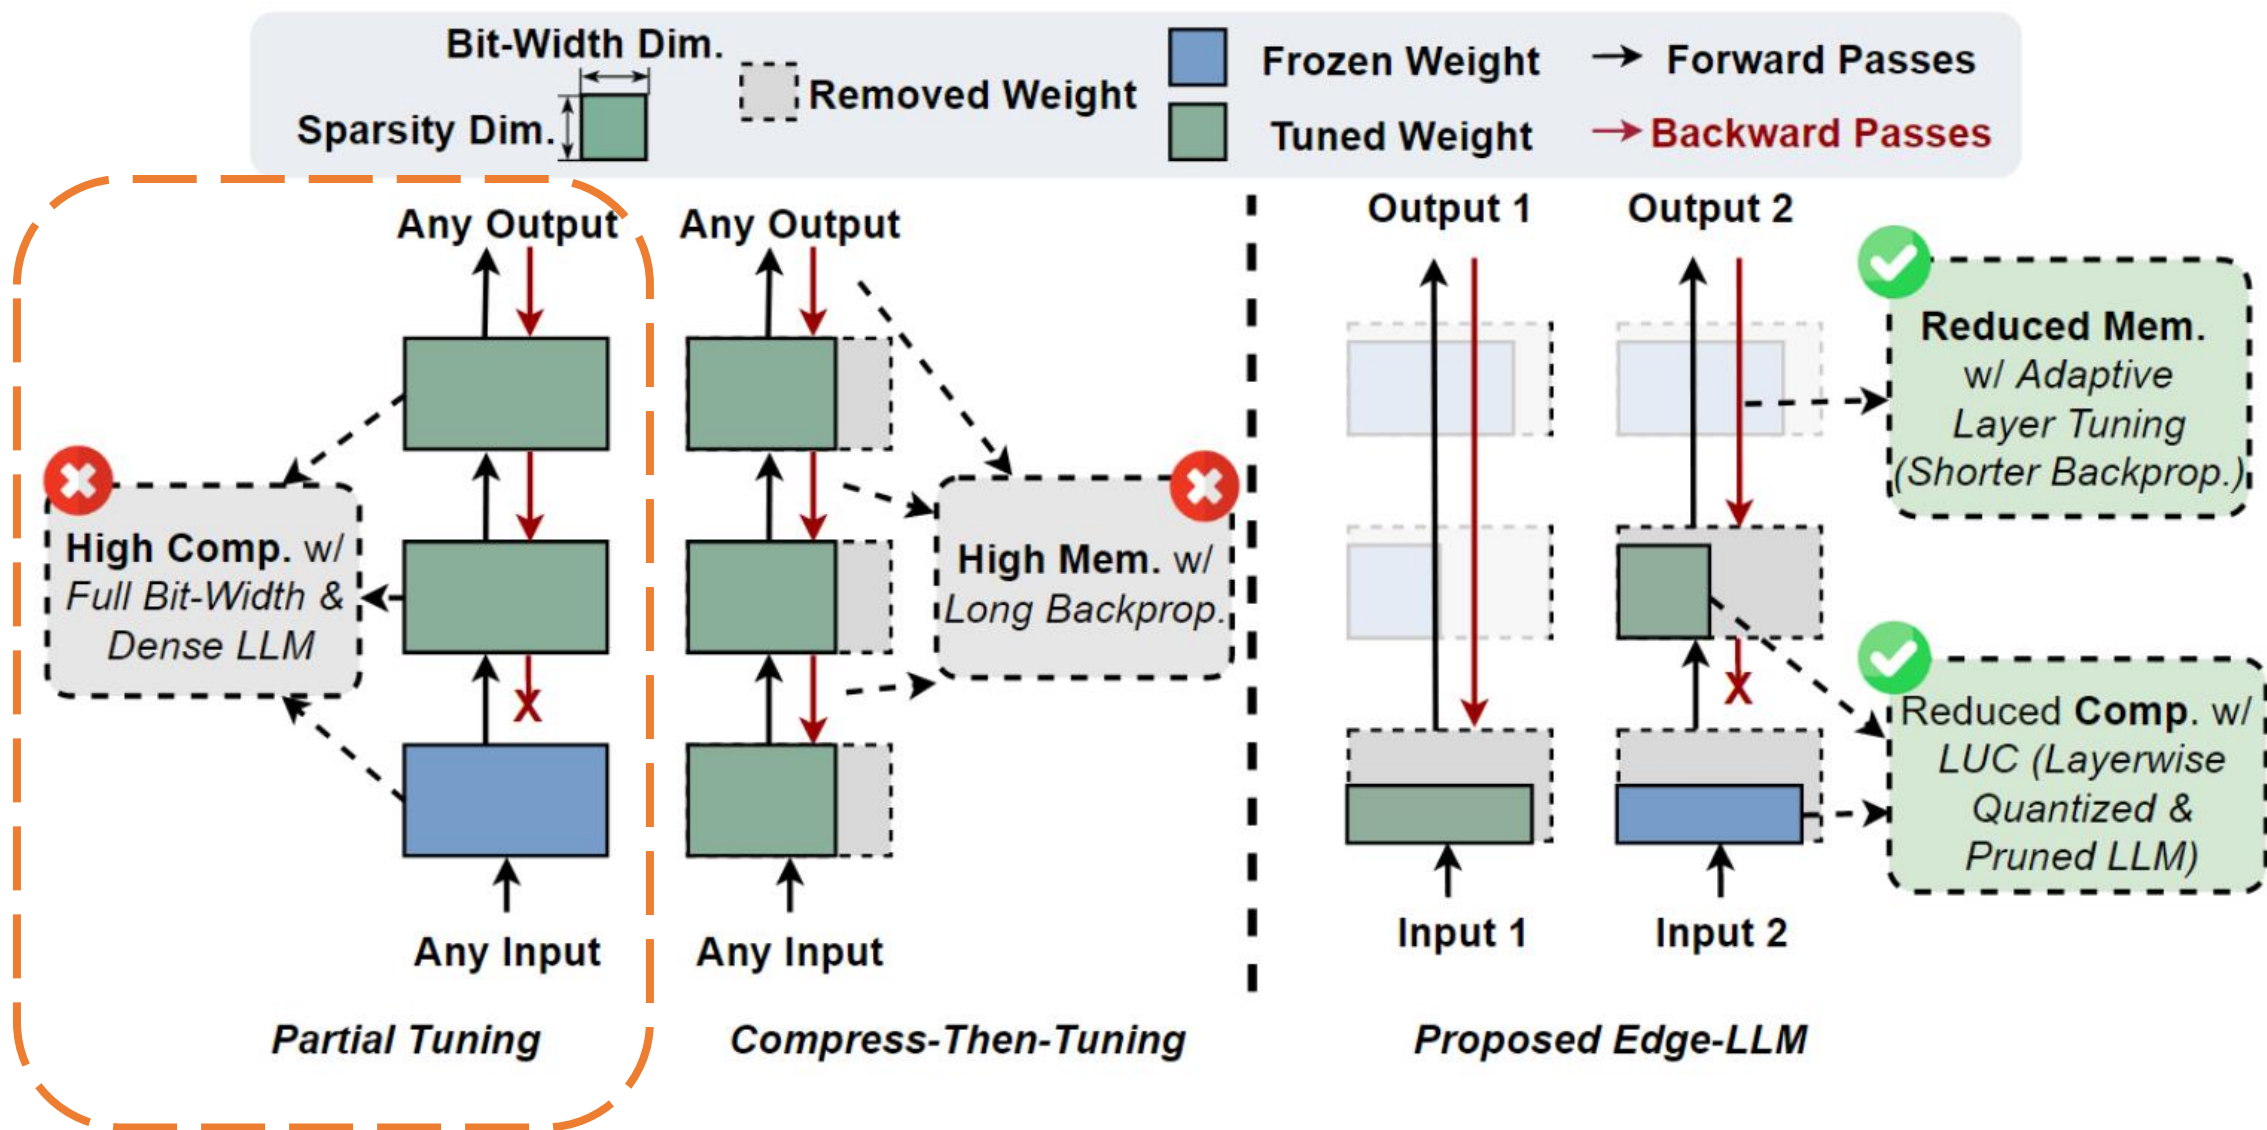 Bit-Width Dim.
Sparsity Dim.
Removed Weight
Frozen Weight
Tuned Weight
Forward Passes
Backward Passes
Any Output
High Comp. w/
Full Bit-Width &
Dense LLM
X
Any Input
Partial Tuning
Any Output
High Mem. w/
Long Backprop.
Any Input
Compress-Then-Tuning
Output 1
Input 1
Output 2
X
Input 2
Reduced Mem.
w/ Adaptive
Layer Tuning
(Shorter Backprop.)
Reduced Comp. w/
LUC (Layerwise
Quantized &
Pruned LLM)
Proposed Edge-LLM